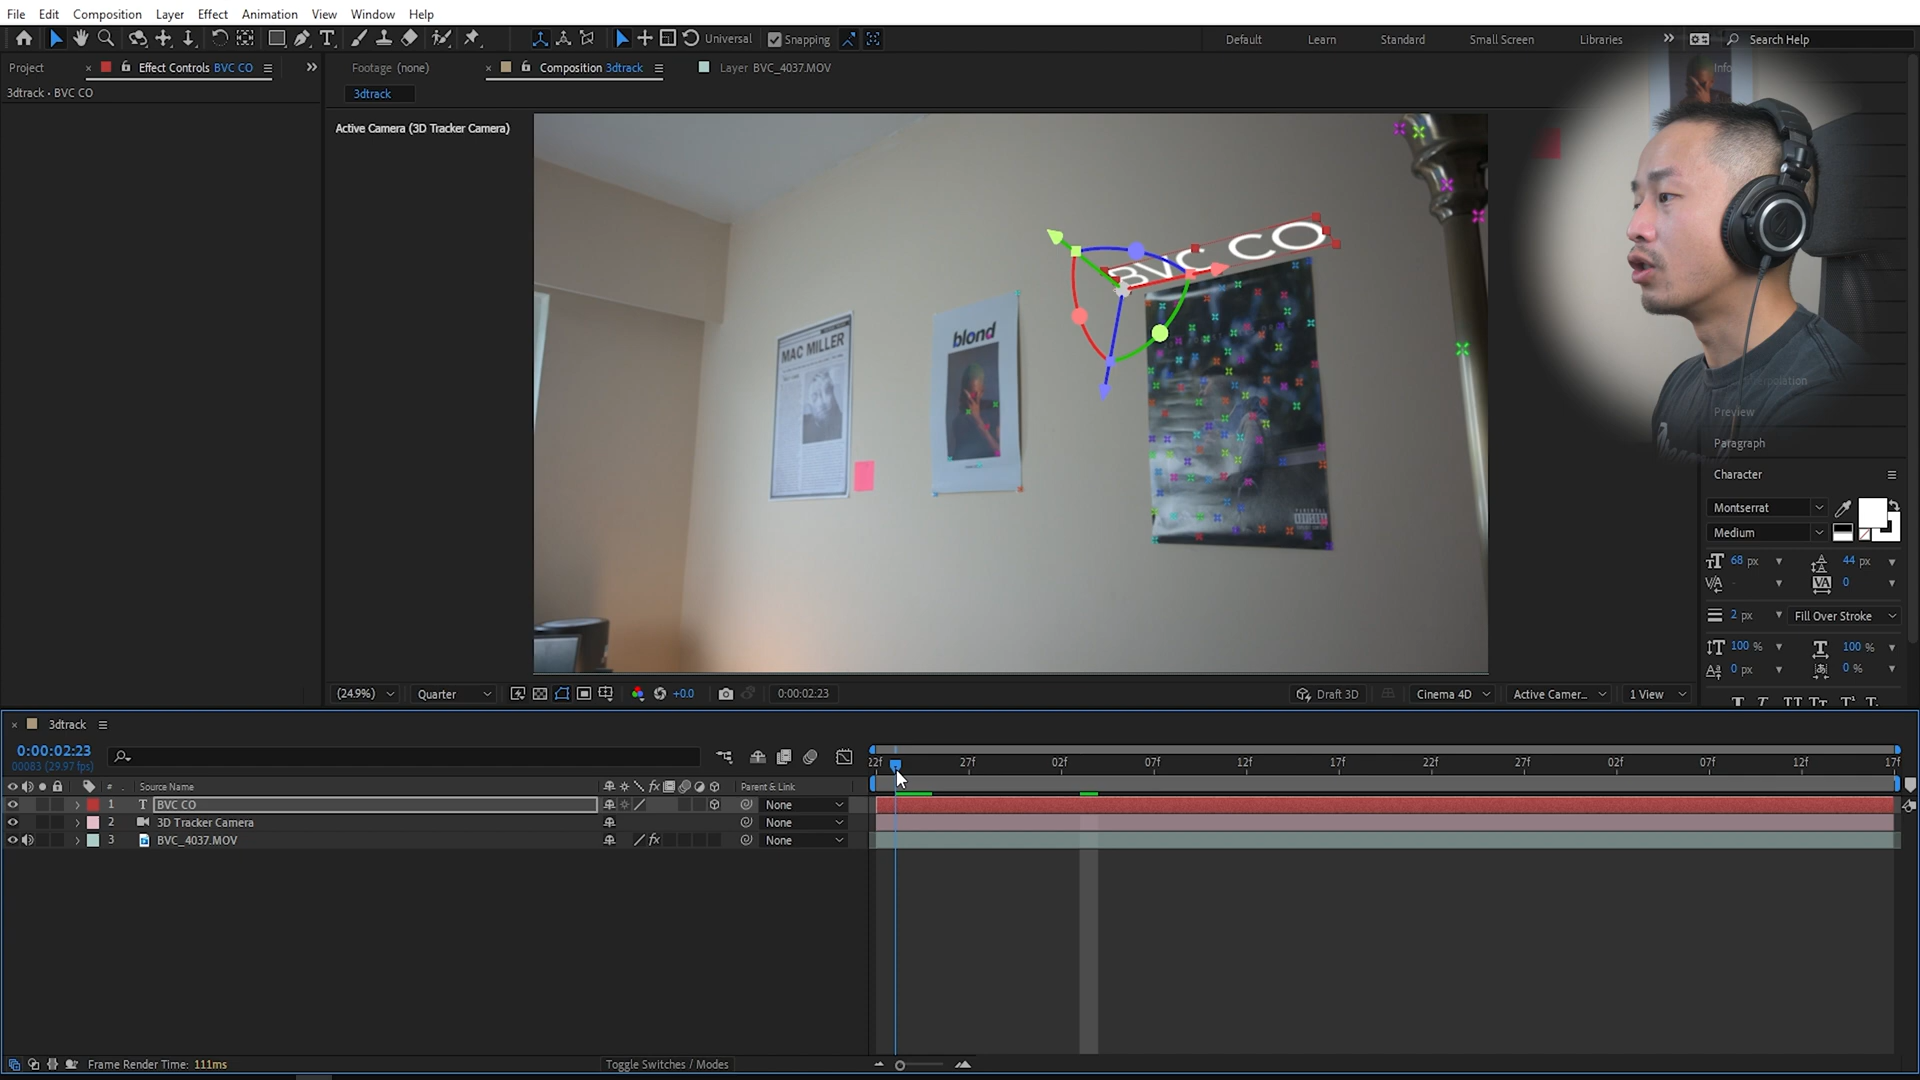 File Edit Composition Layer Effect Animation View Window Help
Universal Snapping Default Learn Standard Small Screen Libraries Search Help
Project Effect Controls BVC CO Footage (none) Composition 3dtrack Layer BVC_4037.MOV Info
3dtrack • BVC CO 3dtrack
Active Camera (3D Tracker Camera)
BVC CO
MAC MILLER
blond
Preview
Paragraph
Character
Montserrat
Medium
68 px 44 px
0
2 px Fill Over Stroke
100 % 100 %
0 px 0 %
(24.9%) Quarter +0.0 0:00:02:23 Draft 3D Cinema 4D Active Camer... 1 View
3dtrack
0:00:02:23
00083 (29.97 fps)
22f 27f 02f 07f 12f 17f 22f 27f 02f 07f 12f 17f
# Source Name Parent & Link
1 T BVC CO None
2 3D Tracker Camera None
3 BVC_4037.MOV None
Frame Render Time: 111ms Toggle Switches / Modes